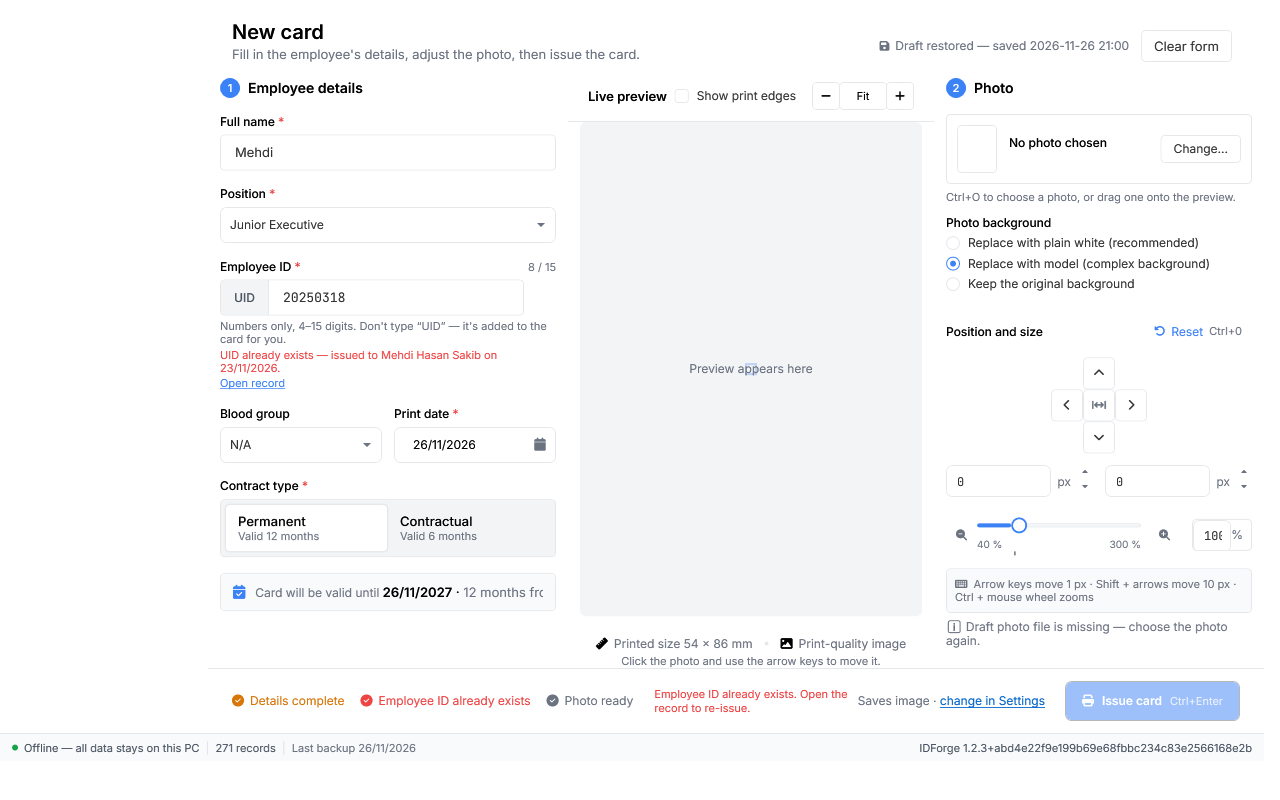 New card
Fill in the employee's details, adjust the photo, then issue the card.
Draft restored — saved 2026-11-26 21:00
Clear form
1 Employee details
Full name *
Mehdi
Position *
Junior Executive
Employee ID *
8 / 15
UID
20250318
Numbers only, 4–15 digits. Don't type “UID” — it's added to the
card for you.
UID already exists — issued to Mehdi Hasan Sakib on
23/11/2026.
Open record
Blood group
Print date *
N/A
26/11/2026
Contract type *
Permanent
Valid 12 months
Contractual
Valid 6 months
Card will be valid until 26/11/2027 · 12 months frc
Live preview
Show print edges
Fit
Preview appears here
Printed size 54 × 86 mm
Print-quality image
Click the photo and use the arrow keys to move it.
2 Photo
No photo chosen
Change...
Ctrl+O to choose a photo, or drag one onto the preview.
Photo background
Replace with plain white (recommended)
Replace with model (complex background)
Keep the original background
Position and size
Reset Ctrl+0
0 px
0 px
40 %
300 %
100 %
Arrow keys move 1 px · Shift + arrows move 10 px ·
Ctrl + mouse wheel zooms
Draft photo file is missing — choose the photo
again.
Details complete
Employee ID already exists
Photo ready
Employee ID already exists. Open the
record to re-issue.
Saves image · change in Settings
Issue card Ctrl+Enter
Offline — all data stays on this PC
271 records
Last backup 26/11/2026
IDForge 1.2.3+abd4e22f9e199b69e68fbbc234c83e2566168e2b